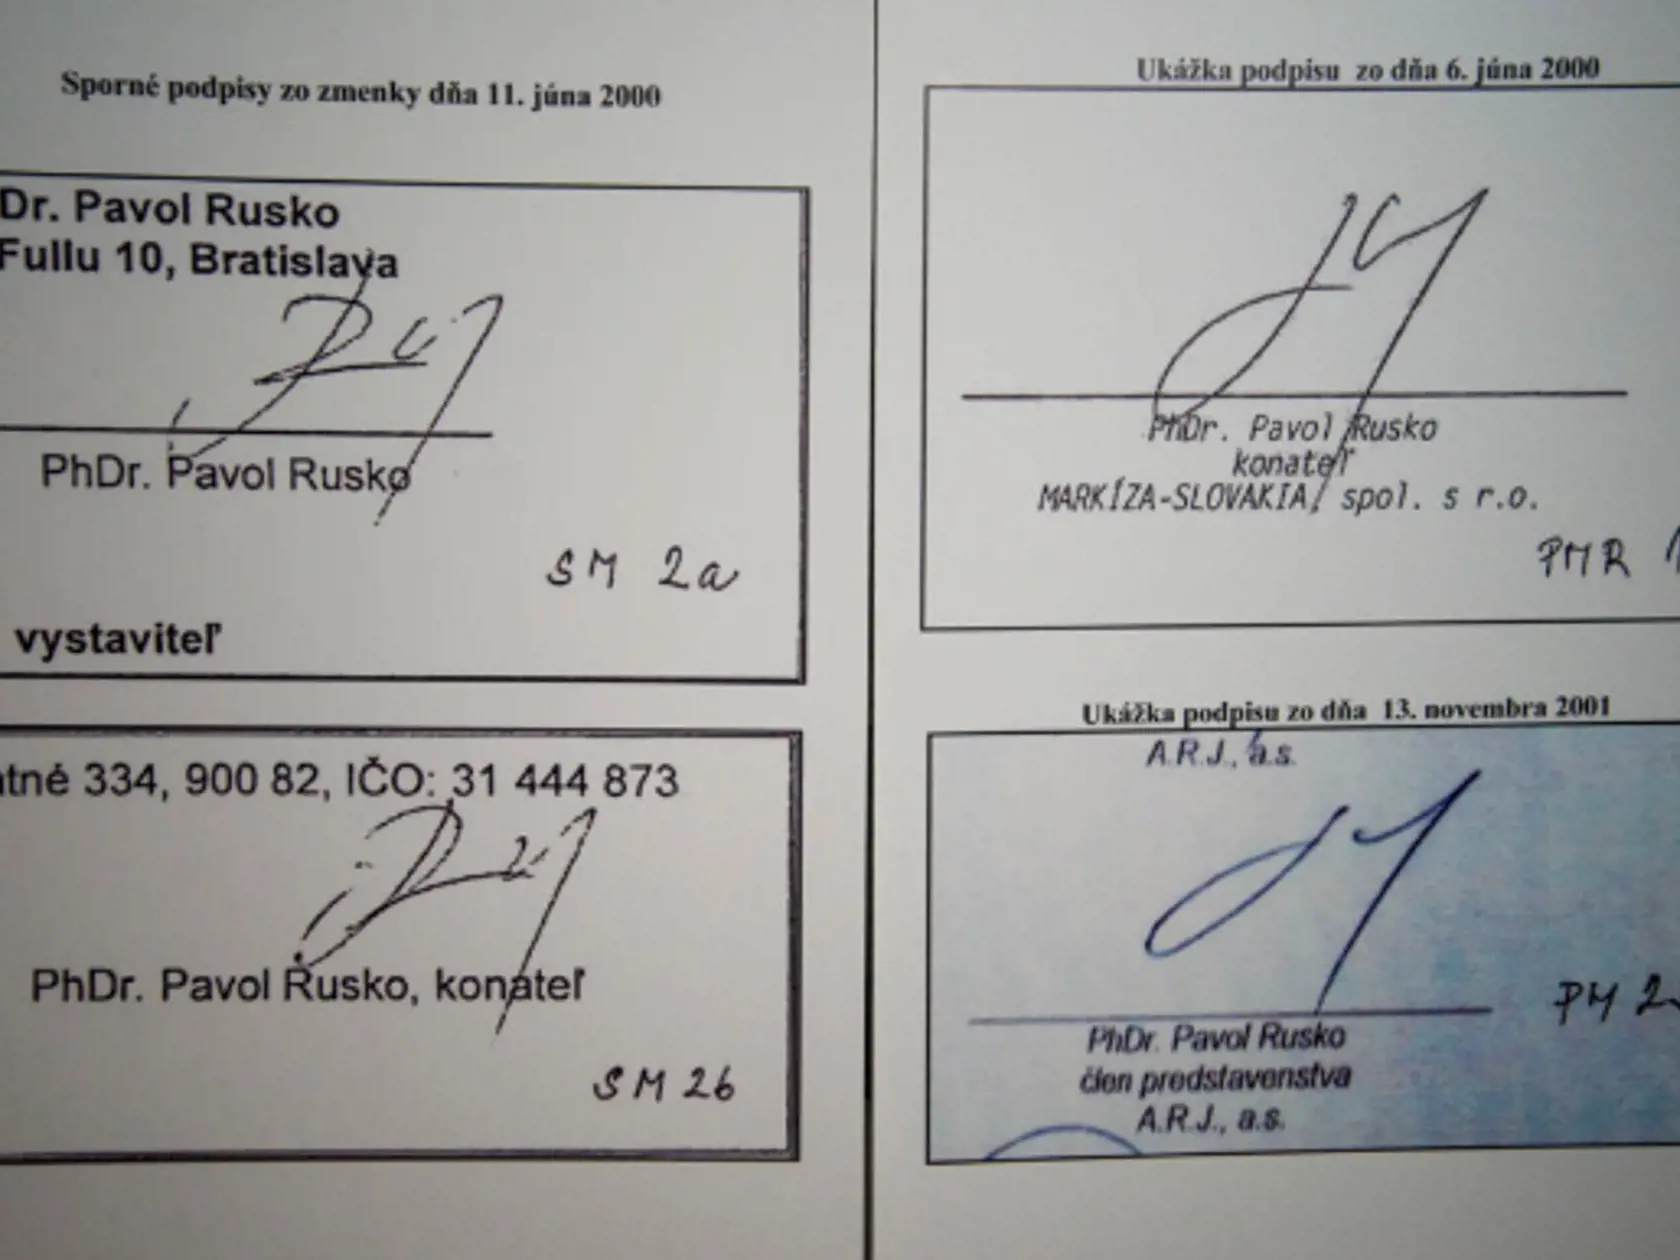 Sporné podpisy zo zmenky dňa 11. júna 2000
Dr. Pavol Rusko
Fullu 10, Bratislava
PhDr. Pavol Rusko
SM 2a
vystaviteľ
334, 900 82, IČO: 31 444 873
PhDr. Pavol Rusko, konateľ
SM 2b
Ukážka podpisu zo dňa 6. júna 2000
PhDr. Pavol Rusko
konateľ
MARKÍZA-SLOVAKIA, spol. s r.o.
PMR
Ukážka podpisu zo dňa 13. novembra 2001
A.R.J., a.s.
PM 2
PhDr. Pavol Rusko
člen predstavenstva
A.R.J., a.s.